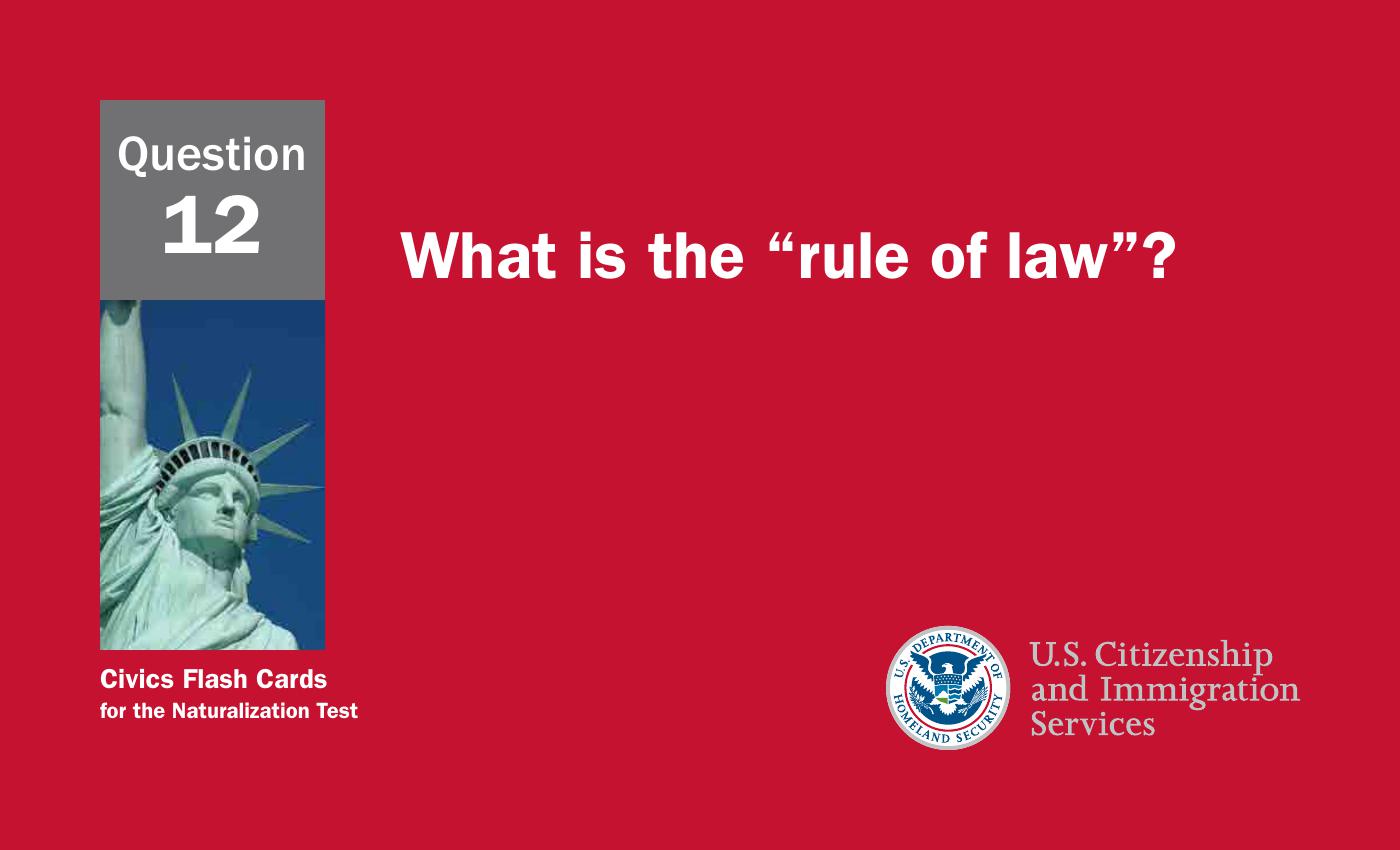 Question
12
What is the “rule of law”?
Civics Flash Cards
for the Naturalization Test
U.S. DEPARTMENT OF
HOMELAND SECURITY
U.S. Citizenship
and Immigration
Services